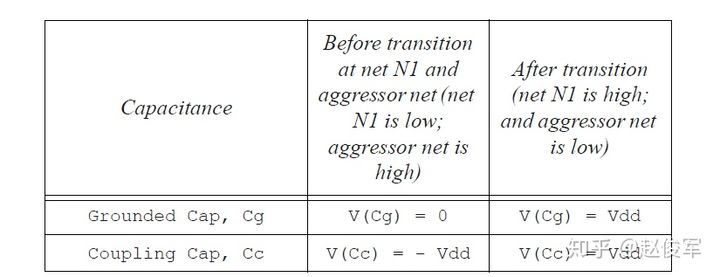 Capacitance
Before transition
at net N1 and
aggressor net (net
N1 is low;
aggressor net is
high)
After transition
(net N1 is high;
and aggressor net
is low)
Grounded Cap, Cg
V(Cg) = 0
V(Cg) = Vdd
Coupling Cap, Cc
V(Cc) = - Vdd
V(Cc) = Vdd
知乎 @赵俊军